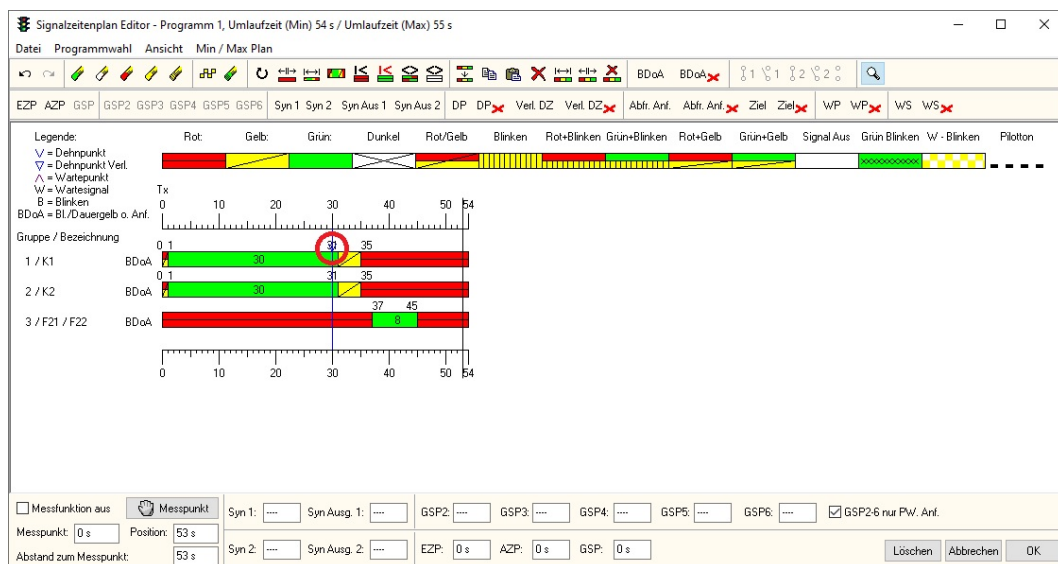 Signalzeitenplan Editor - Programm 1, Umlaufzeit (Min) 54 s / Umlaufzeit (Max) 55 s
Datei Programmwahl Ansicht Min / Max Plan
BDoA BDoA 1 1 2 2
EZP AZP GSP GSP2 GSP3 GSP4 GSP5 GSP6 Syn 1 Syn 2 Syn Aus 1 Syn Aus 2 DP DP Verl. DZ Verl. DZ Abfr. Anf. Abfr. Anf. Ziel Ziel WP WP WS WS
Legende: Rot: Gelb: Grün: Dunkel Rot/Gelb Blinken Rot+Blinken Grün+Blinken Rot+Gelb Grün+Gelb Signal Aus Grün Blinken W - Blinken Pilotton
V = Dehnpunkt
∇ = Dehnpunkt Verl.
Λ = Wartepunkt
W = Wartesignal
B = Blinken
BDoA = Bl./Dauergelb o. Anf.
Tx
0 10 20 30 40 50 54
Gruppe / Bezeichnung
0 1 31 35
1 / K1 BDoA 30
0 1 31 35
2 / K2 BDoA 30
37 45
3 / F21 / F22 BDoA 8
0 10 20 30 40 50 54
Messfunktion aus Messpunkt Syn 1: ---- Syn Ausg. 1: ---- GSP2: ---- GSP3: ---- GSP4: ---- GSP5: ---- GSP6: ---- GSP2-6 nur PW. Anf.
Messpunkt: 0 s Position: 53 s
Abstand zum Messpunkt: 53 s Syn 2: ---- Syn Ausg. 2: ---- EZP: 0 s AZP: 0 s GSP: 0 s Löschen Abbrechen OK